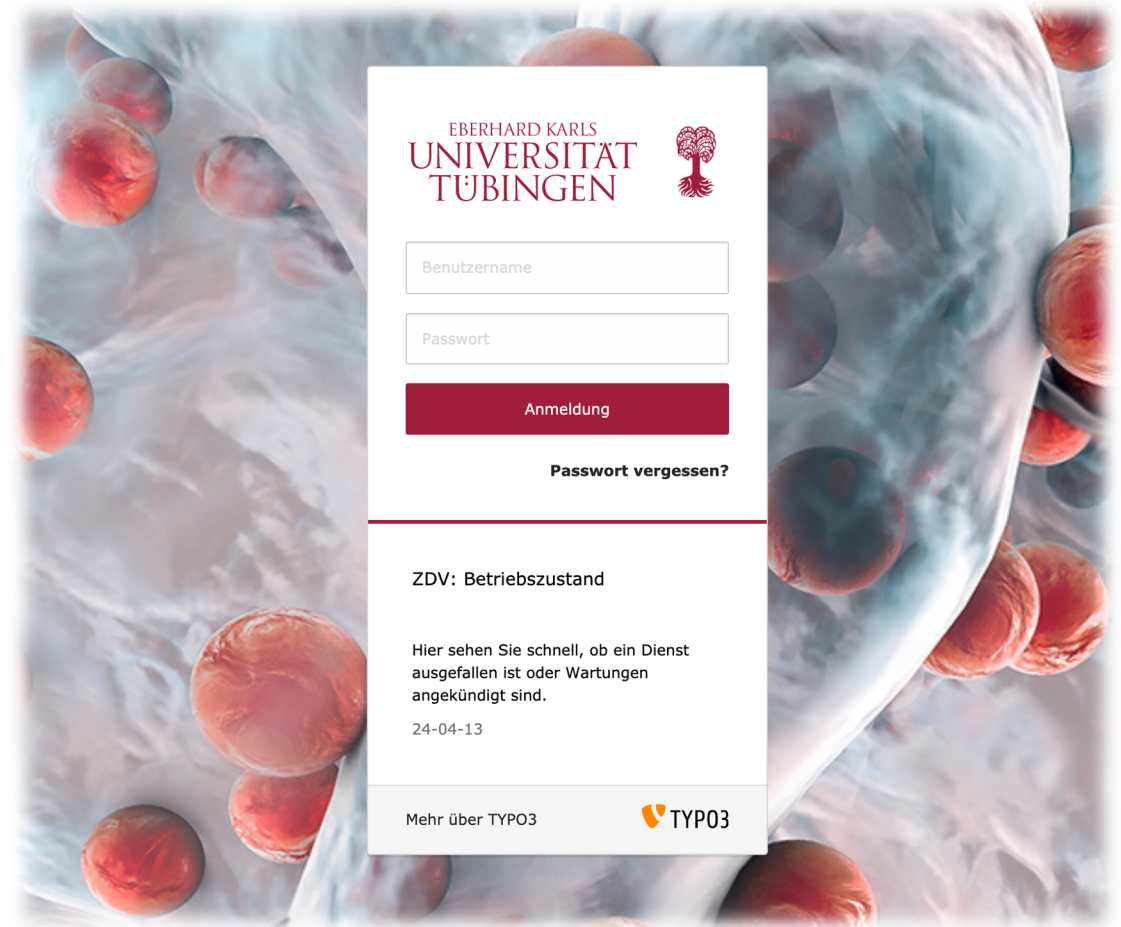 EBERHARD KARLS
UNIVERSITÄT
TÜBINGEN
Benutzername
Passwort
Anmeldung
Passwort vergessen?
ZDV: Betriebszustand
Hier sehen Sie schnell, ob ein Dienst
ausgefallen ist oder Wartungen
angekündigt sind.
24-04-13
Mehr über TYPO3
TYPO3